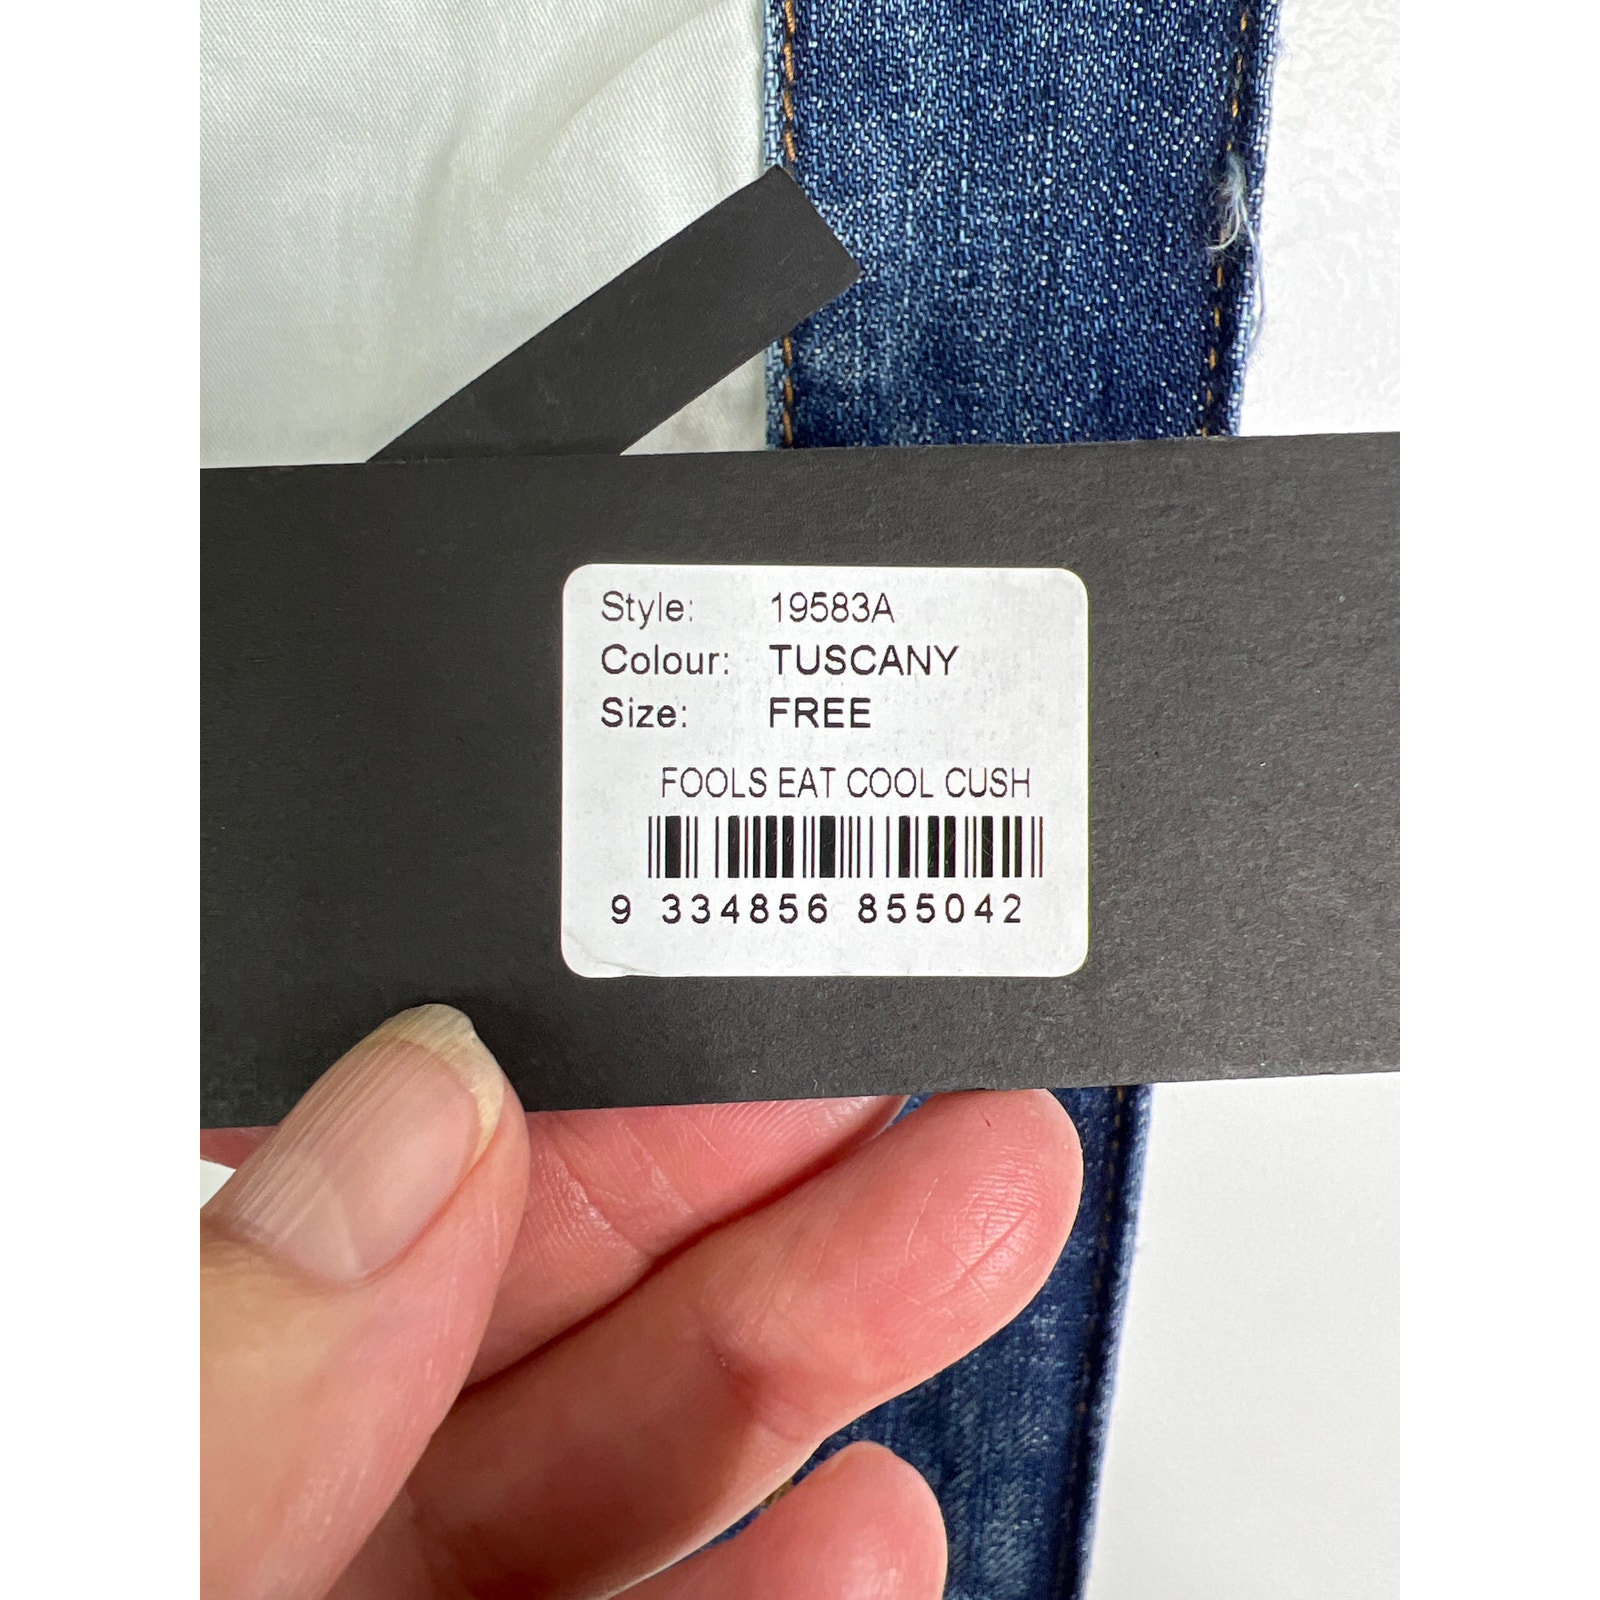 Style: 19583A
Colour: TUSCANY
Size: FREE
FOOLS EAT COOL CUSH
9 334856 855042